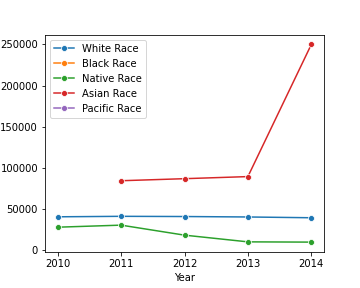 250000
200000
150000
100000
50000
0
White Race
Black Race
Native Race
Asian Race
Pacific Race
2010 2011 2012 2013 2014
Year